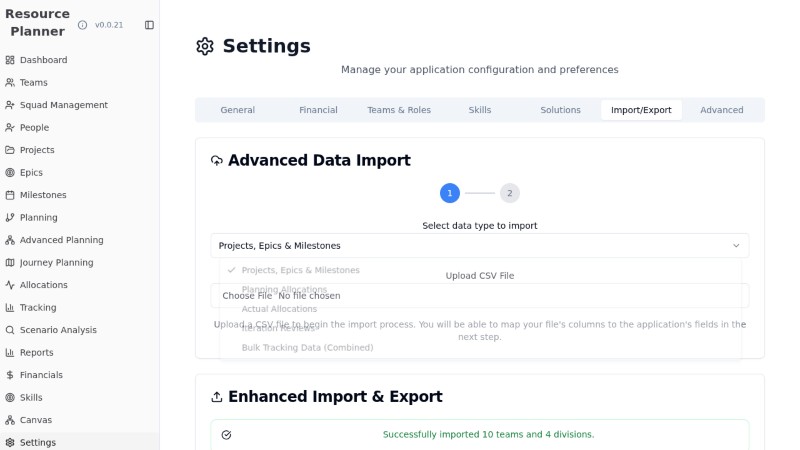 Resource
Planner
v0.0.21
Dashboard
Teams
Squad Management
People
Projects
Epics
Milestones
Planning
Advanced Planning
Journey Planning
Allocations
Tracking
Scenario Analysis
Reports
Financials
Skills
Canvas
Settings
Settings
Manage your application configuration and preferences
General
Financial
Teams & Roles
Skills
Solutions
Import/Export
Advanced
Advanced Data Import
1
2
Select data type to import
Projects, Epics & Milestones
Projects, Epics & Milestones
Upload CSV File
Planning Allocations
Choose File No file chosen
Actual Allocations
Upload a CSV file to begin the import process. You will be able to map your file's columns to the application's fields in the
next step.
Iteration Reviews
Bulk Tracking Data (Combined)
Enhanced Import & Export
Successfully imported 10 teams and 4 divisions.